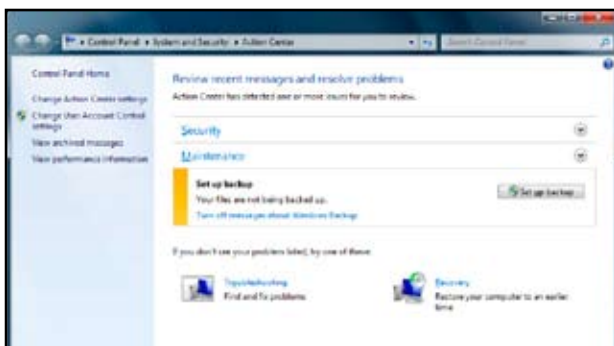 Control Panel ▸ System and Security ▸ Action Center
Search Control Panel
Control Panel Home
Change Action Center settings
Change User Account Control
settings
View archived messages
View performance information
Review recent messages and resolve problems
Action Center has detected one or more issues for you to review.
Security
Maintenance
Set up backup
Your files are not being backed up.
Turn off messages about Windows Backup
Set up backup
If you don't see your problem listed, try one of these:
Troubleshooting
Find and fix problems
Recovery
Restore your computer to an earlier
time